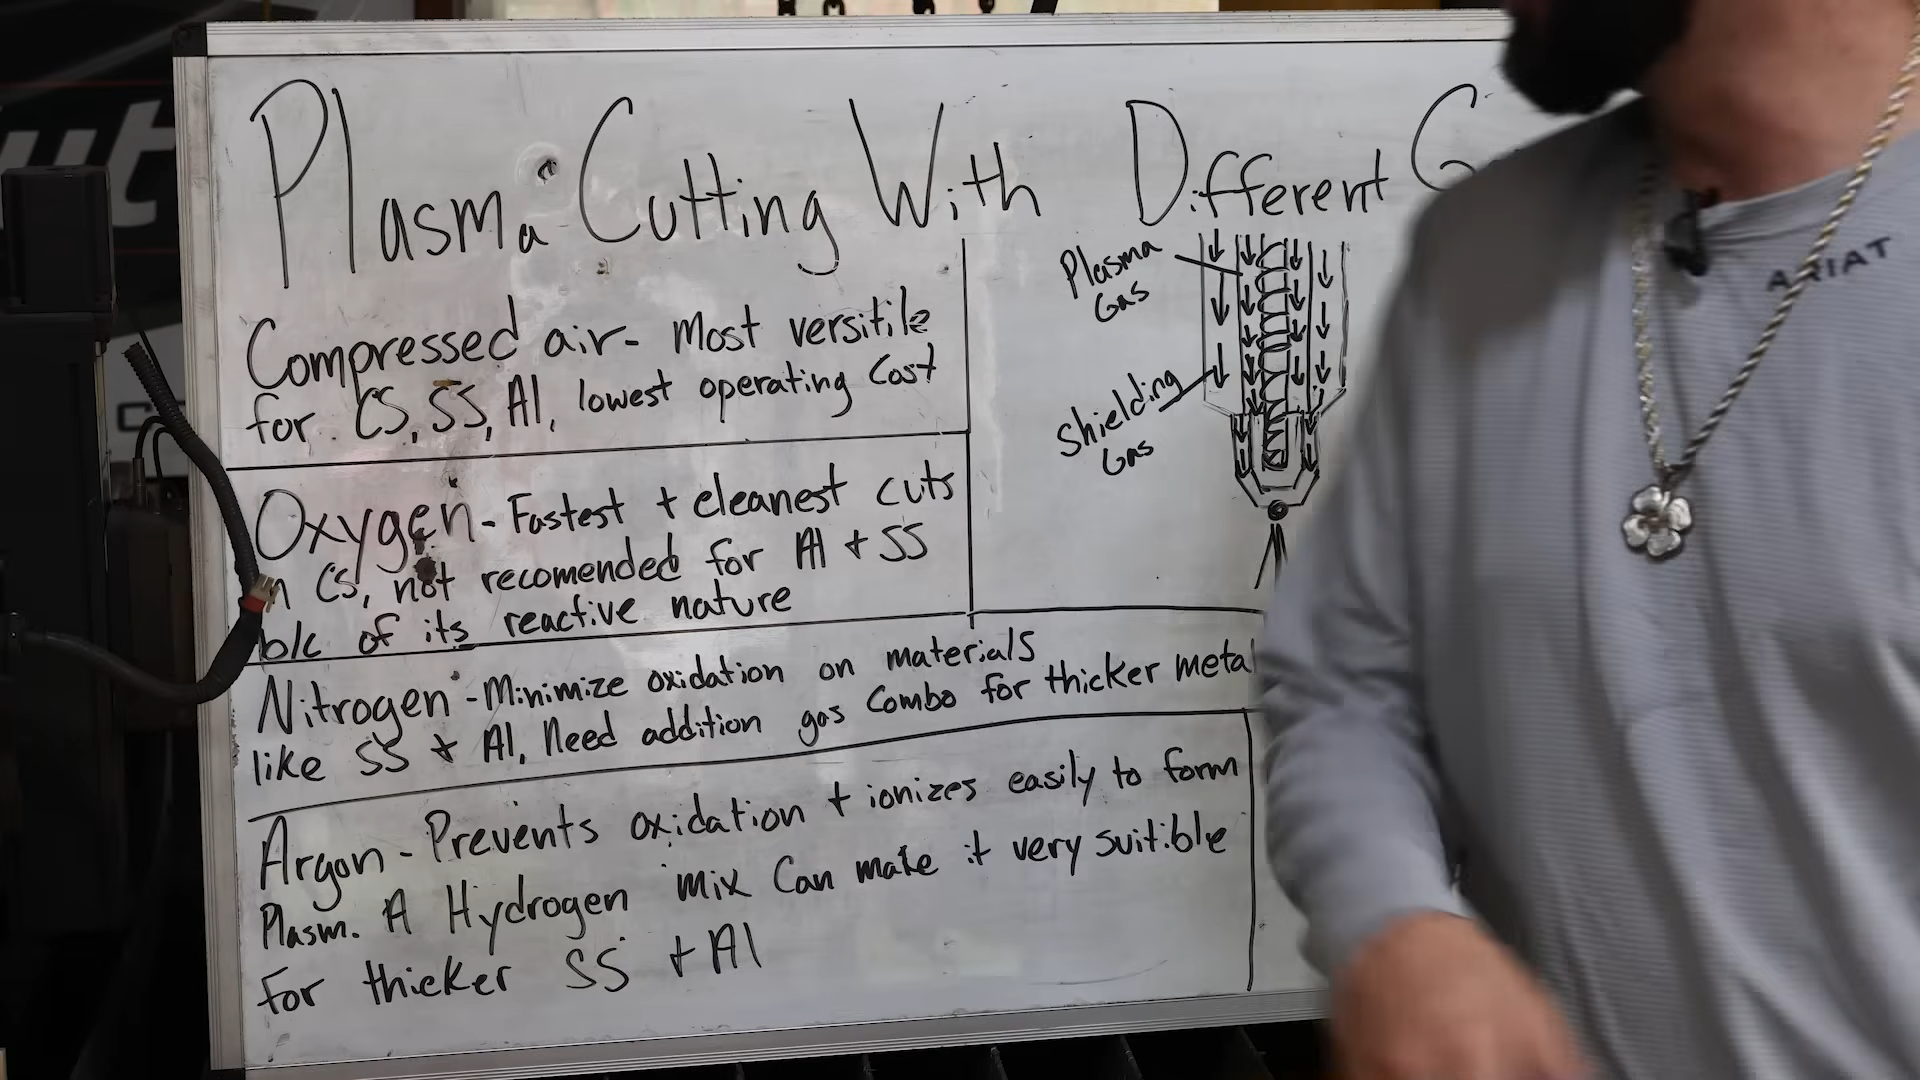 Plasma Cutting With Different G
Compressed air - Most versitile
for CS, SS, Al, lowest operating Cost
Oxygen - Fastest + cleanest cuts
n CS, not recomended for Al + SS
b/c of its reactive nature
Nitrogen - Minimize oxidation on materials
like SS + Al, Need addition gas Combo for thicker metal
Argon - Prevents oxidation + ionizes easily to form
Plasm. A Hydrogen mix Can make it very suitible
for thicker SS + Al
Plasma
Gas
Shielding
Gas
ARIAT
ut